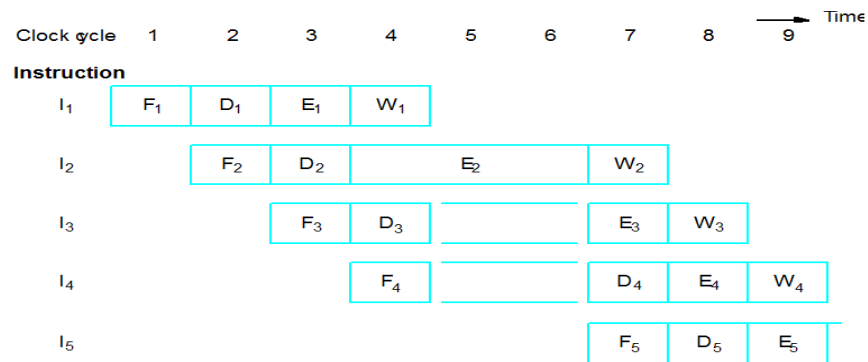 Time
Clock cycle 1 2 3 4 5 6 7 8 9
Instruction
I1 F1 D1 E1 W1
I2 F2 D2 E2 W2
I3 F3 D3 E3 W3
I4 F4 D4 E4 W4
I5 F5 D5 E5